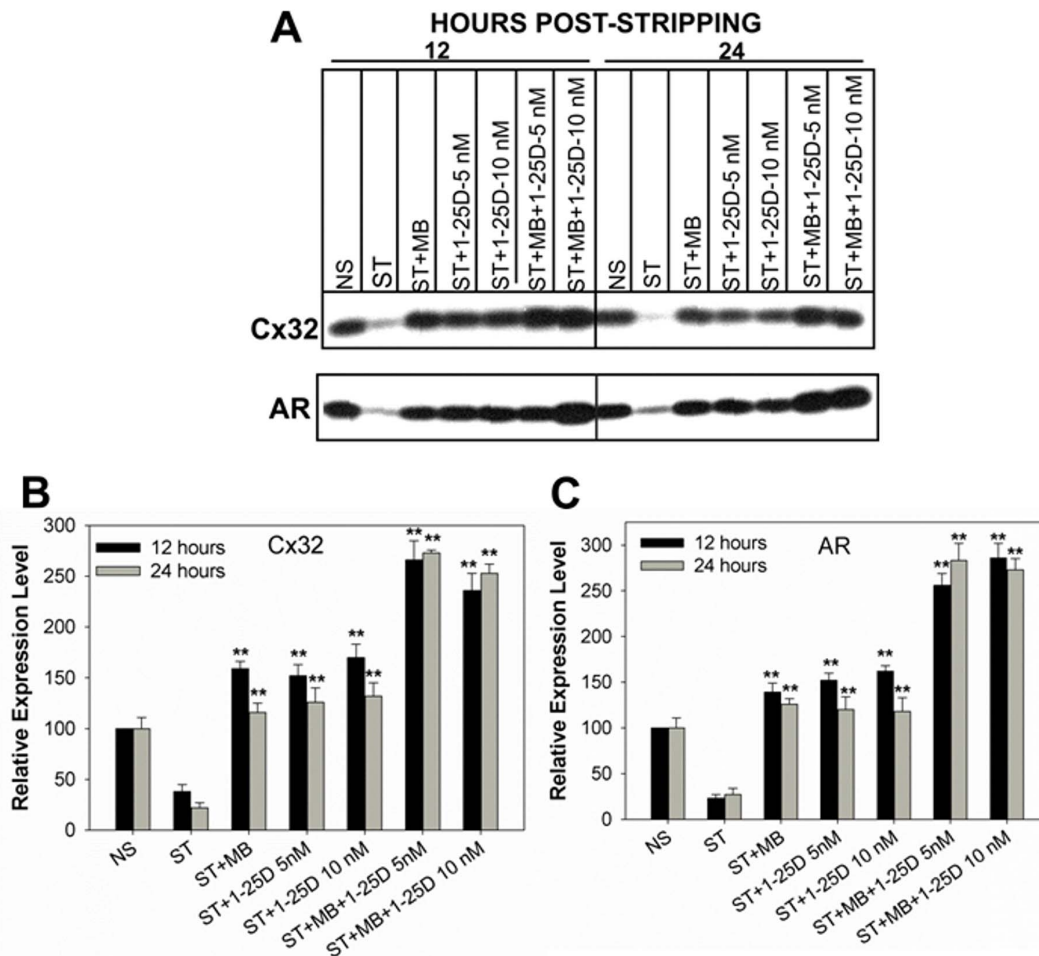 A
HOURS POST-STRIPPING
12
24
NS
ST
ST+MB
ST+1-25D-5 nM
ST+1-25D-10 nM
ST+MB+1-25D-5 nM
ST+MB+1-25D-10 nM
NS
ST
ST+MB
ST+1-25D-5 nM
ST+1-25D-10 nM
ST+MB+1-25D-5 nM
ST+MB+1-25D-10 nM
Cx32
AR
B
Cx32
12 hours
24 hours
Relative Expression Level
300
250
200
150
100
50
0
** ** ** ** ** ** ** ** ** **
NS
ST
ST+MB
ST+1-25D 5nM
ST+1-25D 10 nM
ST+MB+1-25D 5nM
ST+MB+1-25D 10 nM
C
AR
12 hours
24 hours
Relative Expression Level
300
250
200
150
100
50
0
** ** ** ** ** ** ** ** ** **
NS
ST
ST+MB
ST+1-25D 5nM
ST+1-25D 10 nM
ST+MB+1-25D 5nM
ST+MB+1-25D 10 nM